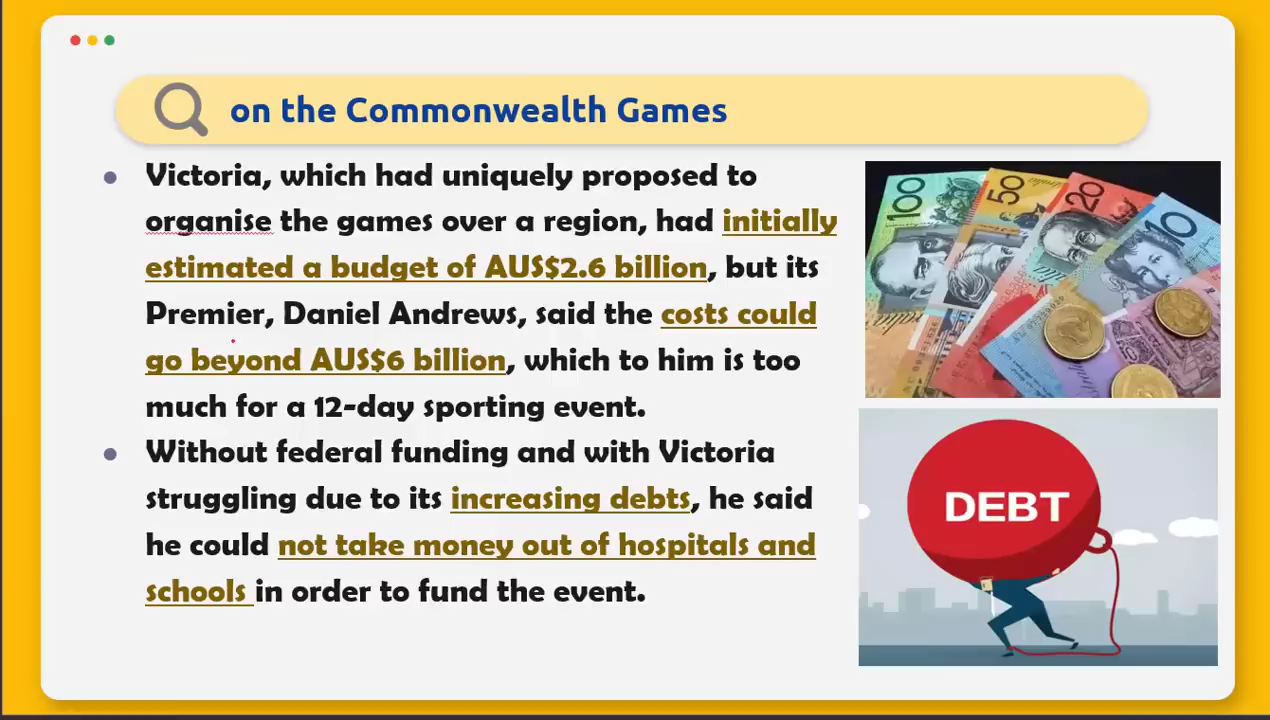 on the Commonwealth Games
Victoria, which had uniquely proposed to
organise the games over a region, had initially
estimated a budget of AUS$2.6 billion, but its
Premier, Daniel Andrews, said the costs could
go beyond AUS$6 billion, which to him is too
much for a 12-day sporting event.
Without federal funding and with Victoria
struggling due to its increasing debts, he said
he could not take money out of hospitals and
schools in order to fund the event.
100
50
20
10
DEBT